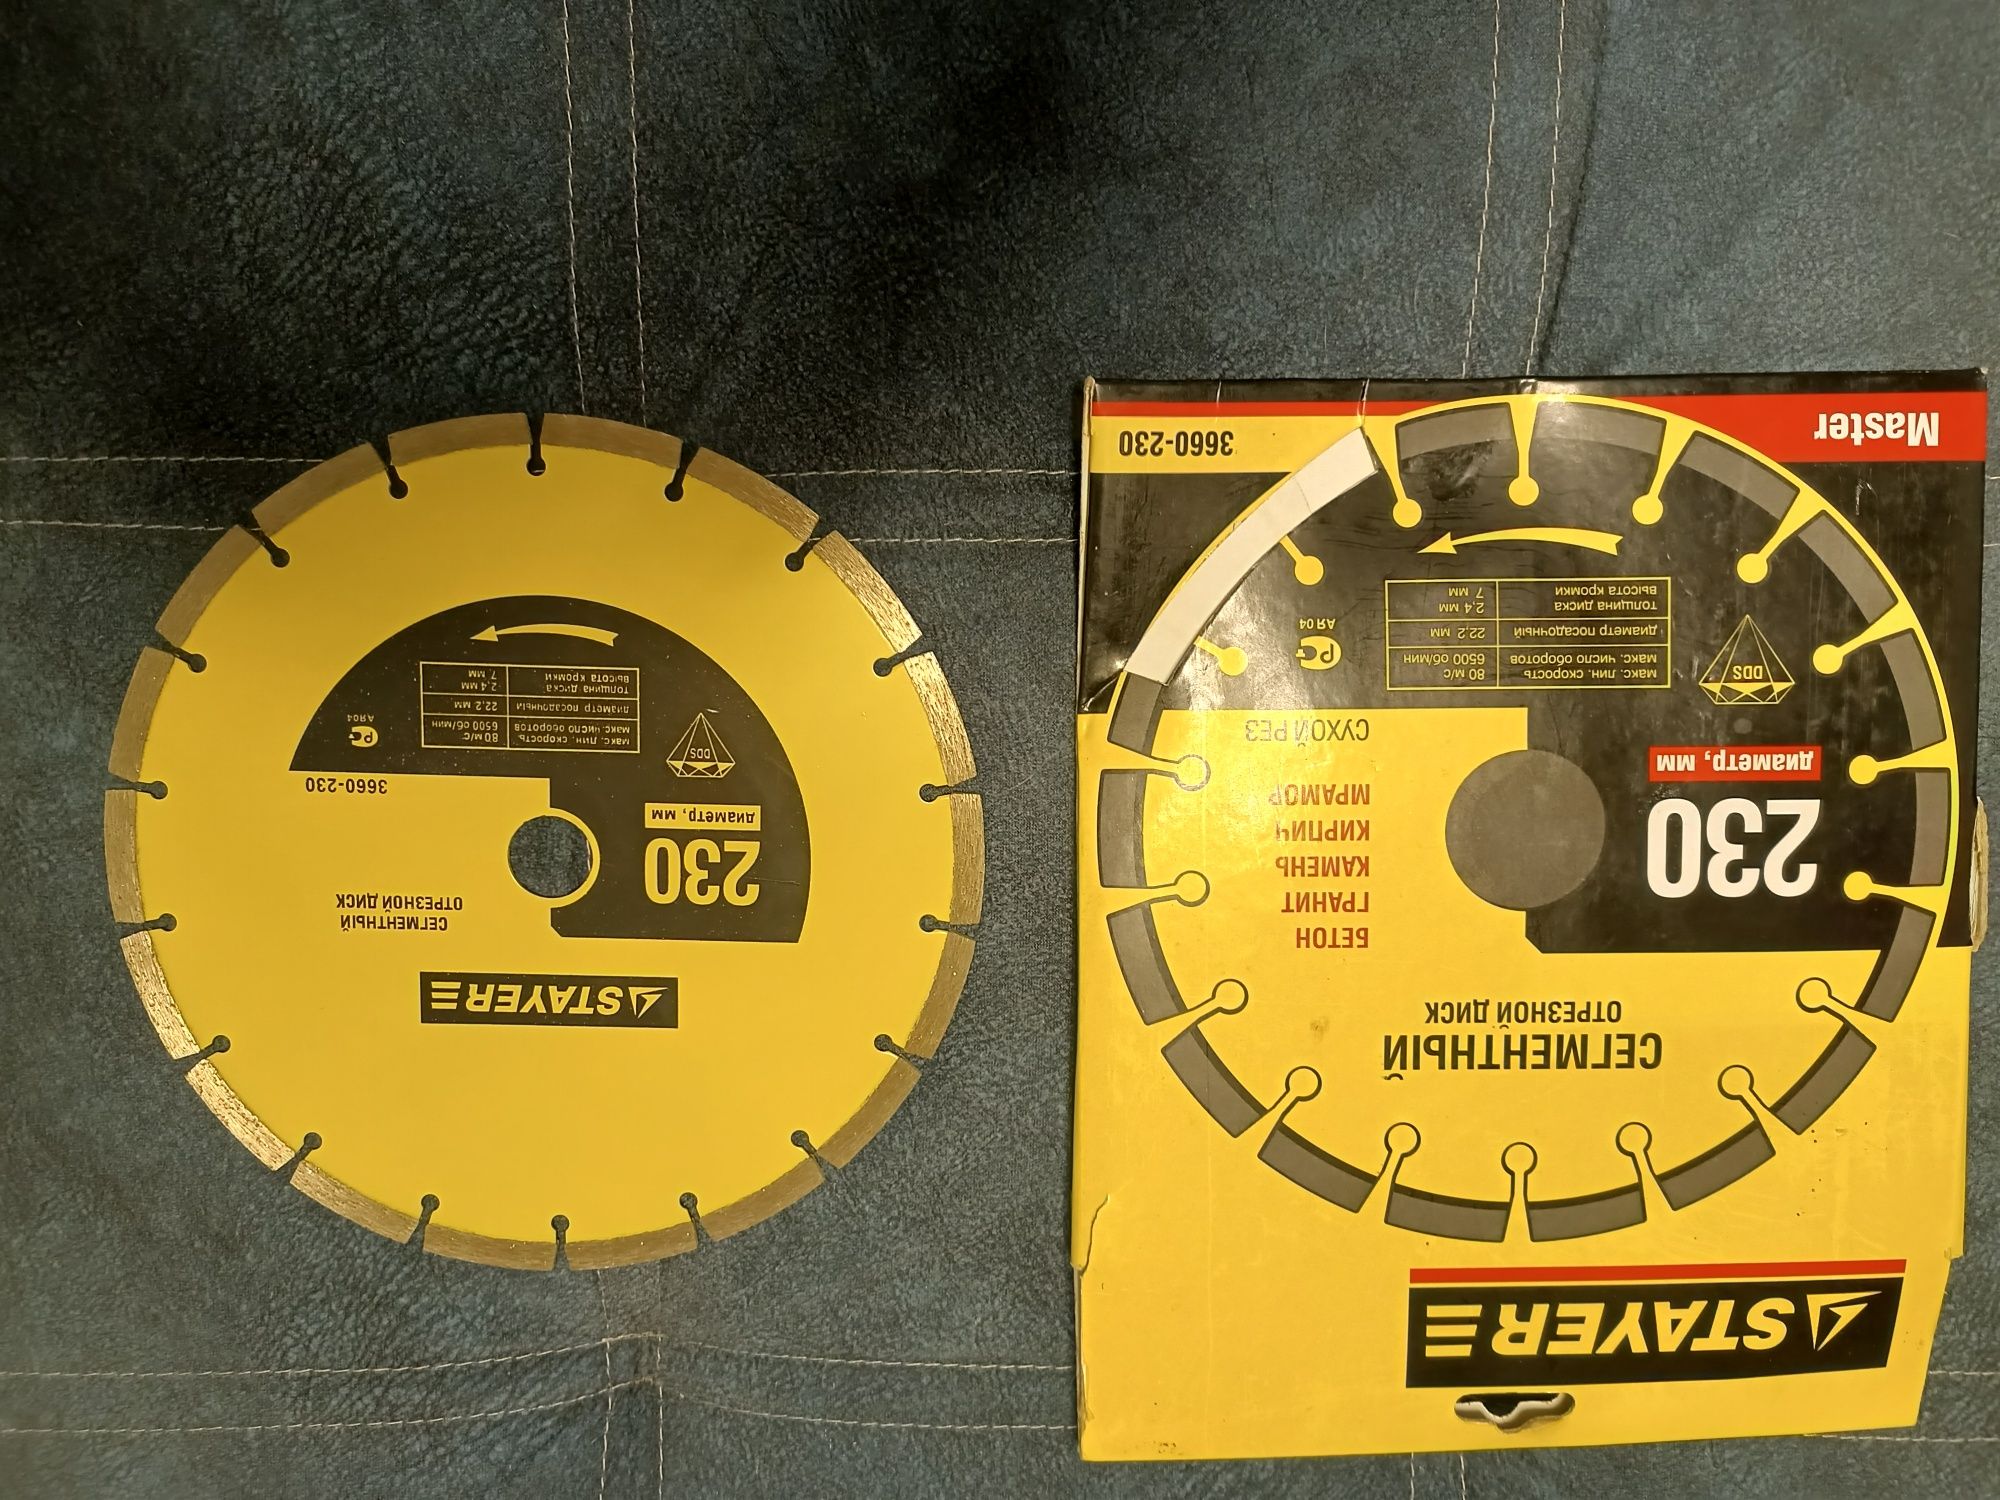 STAYER
СЕГМЕНТНЫЙ
ОТРЕЗНОЙ ДИСК
230
диаметр, мм
БЕТОН
ГРАНИТ
КАМЕНЬ
КИРПИЧ
МРАМОР
СУХОЙ РЕЗ
DDS
макс. лин. скорость 80 м/с
макс. число оборотов 6500 об/мин
диаметр посадочный 22,2 мм
толщина диска 2,4 мм
высота кромки 7 мм
РС
АЯ 04
Master
3660-230
STAYER
СЕГМЕНТНЫЙ
ОТРЕЗНОЙ ДИСК
230
диаметр, мм
3660-230
DDS
макс. лин. скорость 80 м/с
макс. число оборотов 6500 об/мин
диаметр посадочный 22,2 мм
толщина диска 2,4 мм
высота кромки 7 мм
РС
АЯ04